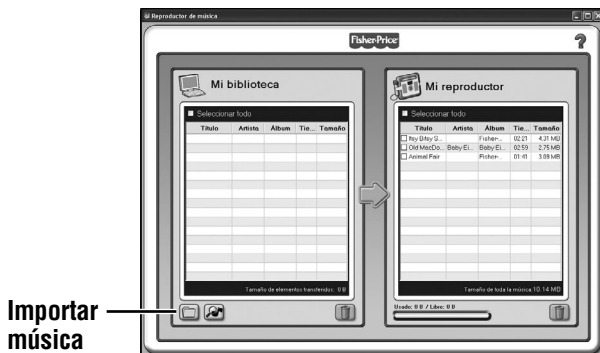 Reproductor de música
Fisher-Price
?
Mi biblioteca
Seleccionar todo
Título Artista Álbum Tie... Tamaño
Tamaño de elementos transferidos: 0 B
Mi reproductor
Seleccionar todo
Título Artista Álbum Tie... Tamaño
Itsy Bitsy S... Fisher-... 02:21 4.31 MB
Old MacDo... Baby Ei... Baby Ei... 02:59 2.75 MB
Animal Fair Fisher-... 01:41 3.08 MB
Tamaño de toda la música 10.14 MB
Usado: 0 B / Libre: 0 B
Importar
música